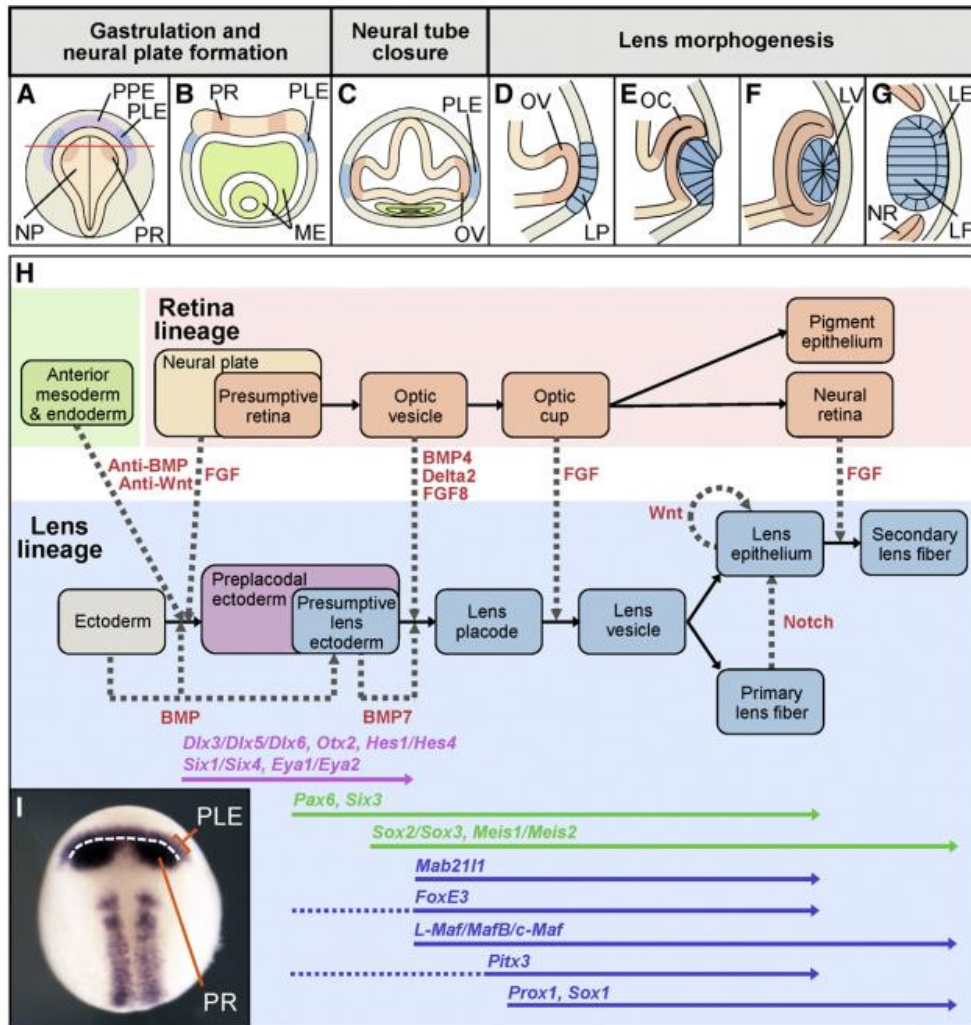 Gastrulation and
neural plate formation
Neural tube
closure
Lens morphogenesis
A
PPE
PLE
NP
PR
B
PR
PLE
ME
C
PLE
OV
D
OV
LP
E
OC
F
LV
G
LE
NR
LF
H
Retina
lineage
Anterior
mesoderm
& endoderm
Neural plate
Presumptive
retina
Optic
vesicle
Optic
cup
Pigment
epithelium
Neural
retina
Anti-BMP
Anti-Wnt
FGF
BMP4
Delta2
FGF8
FGF
FGF
Lens
lineage
Wnt
Lens
epithelium
Secondary
lens fiber
Ectoderm
Preplacodal
ectoderm
Presumptive
lens
ectoderm
Lens
placode
Lens
vesicle
Notch
Primary
lens fiber
BMP
BMP7
Dlx3/Dlx5/Dlx6, Otx2, Hes1/Hes4
Six1/Six4, Eya1/Eya2
Pax6, Six3
Sox2/Sox3, Meis1/Meis2
Mab21l1
FoxE3
L-Maf/MafB/c-Maf
Pitx3
Prox1, Sox1
I
PLE
PR